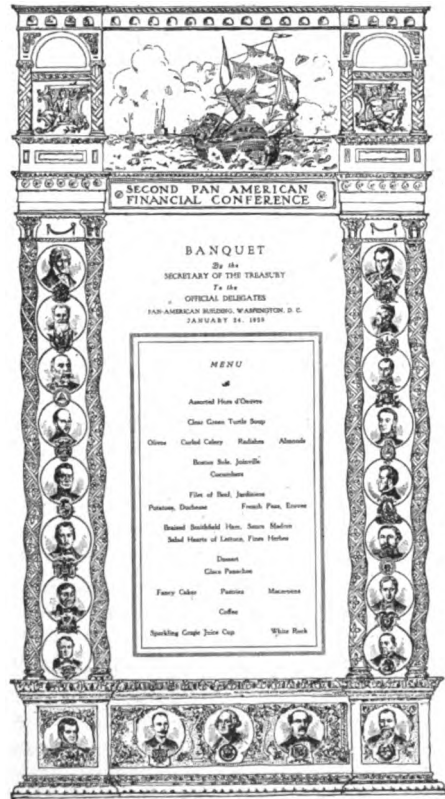 SECOND PAN AMERICAN
FINANCIAL CONFERENCE
BANQUET
By the
SECRETARY OF THE TREASURY
To the
OFFICIAL DELEGATES
PAN-AMERICAN BUILDING, WASHINGTON, D. C.
JANUARY 24, 1920
MENU
Assorted Hors d'Oeuvres
Clear Green Turtle Soup
Olives Curled Celery Radishes Almonds
Boston Sole, Joinville
Cucumbers
Filet of Beef, Jardiniere
Potatoes, Duchesse French Peas, Etuvee
Braised Smithfield Ham, Sauce Madere
Salad Hearts of Lettuce, Fines Herbes
Dessert
Glace Panachee
Fancy Cakes Pastries Macaroons
Coffee
Sparkling Grape Juice Cup White Rock